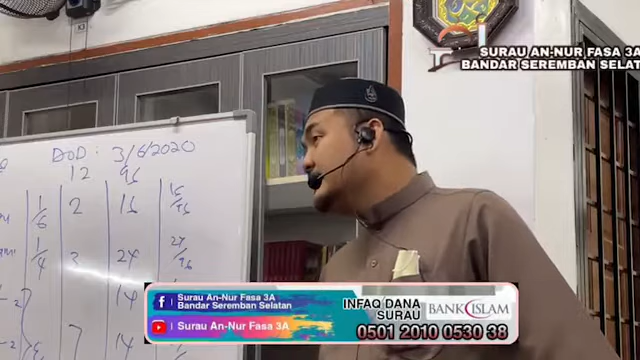 SURAU AN-NUR FASA 3A
BANDAR SEREMBAN SELAT
DOD : 3/6/2020
12 96
1/6 2 16 16/96
1/4 3 24 24/96
14
7 14
Surau An-Nur Fasa 3A
Bandar Seremban Selatan
Surau An-Nur Fasa 3A
INFAQ DANA
SURAU
BANK ISLAM
0501 2010 0530 38